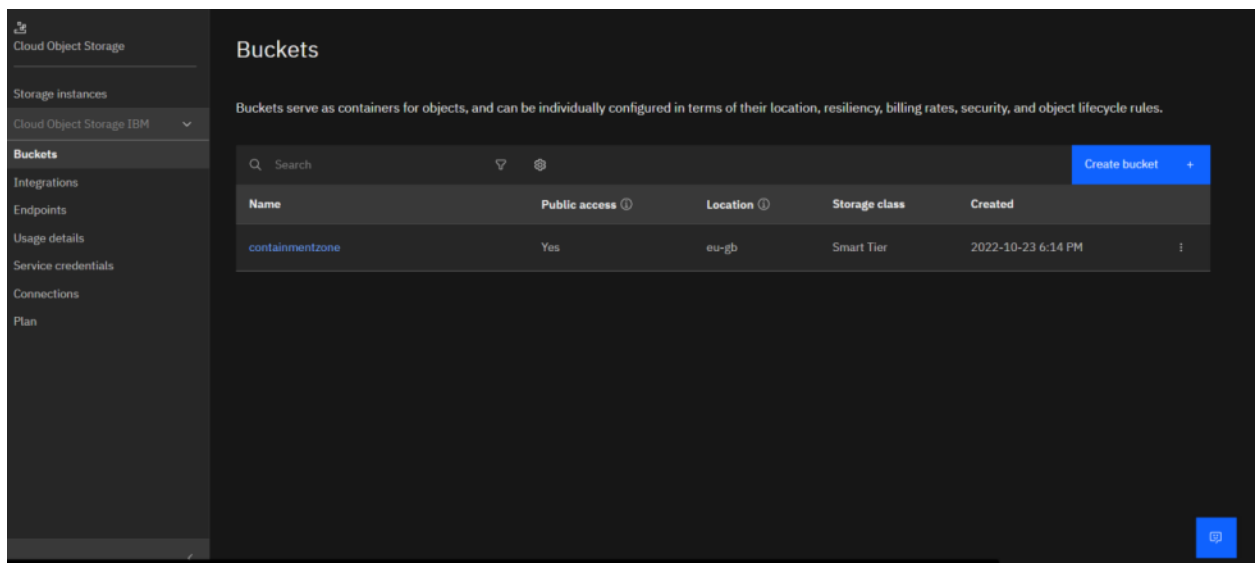 Cloud Object Storage
Storage instances
Cloud Object Storage IBM
Buckets
Integrations
Endpoints
Usage details
Service credentials
Connections
Plan
Buckets
Buckets serve as containers for objects, and can be individually configured in terms of their location, resiliency, billing rates, security, and object lifecycle rules.
Search
Create bucket +
Name Public access Location Storage class Created
containmentzone Yes eu-gb Smart Tier 2022-10-23 6:14 PM